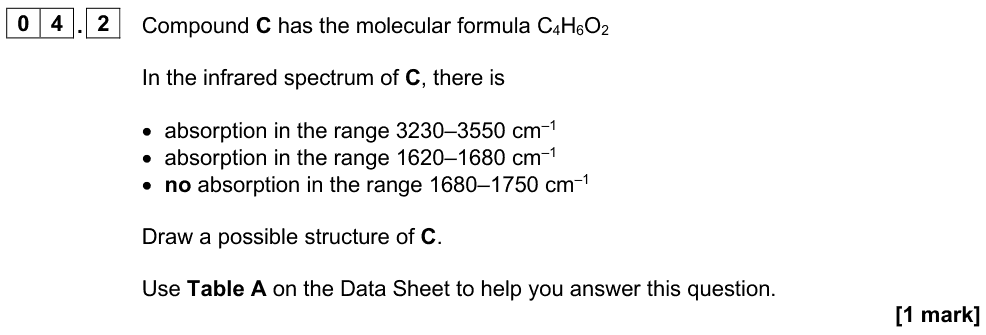 0 4 . 2 Compound C has the molecular formula C₄H₆O₂
In the infrared spectrum of C, there is
• absorption in the range 3230–3550 cm⁻¹
• absorption in the range 1620–1680 cm⁻¹
• no absorption in the range 1680–1750 cm⁻¹
Draw a possible structure of C.
Use Table A on the Data Sheet to help you answer this question.
[1 mark]